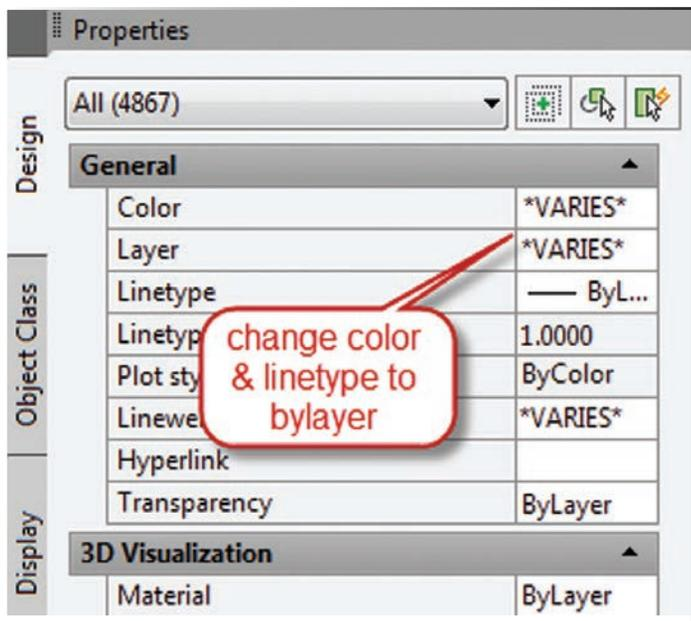 Properties
Design
Object Class
Display
All (4867)
General
Color *VARIES*
Layer *VARIES*
Linetype ByL...
Linetyp 1.0000
Plot sty ByColor
Linewe *VARIES*
Hyperlink
Transparency ByLayer
change color
& linetype to
bylayer
3D Visualization
Material ByLayer